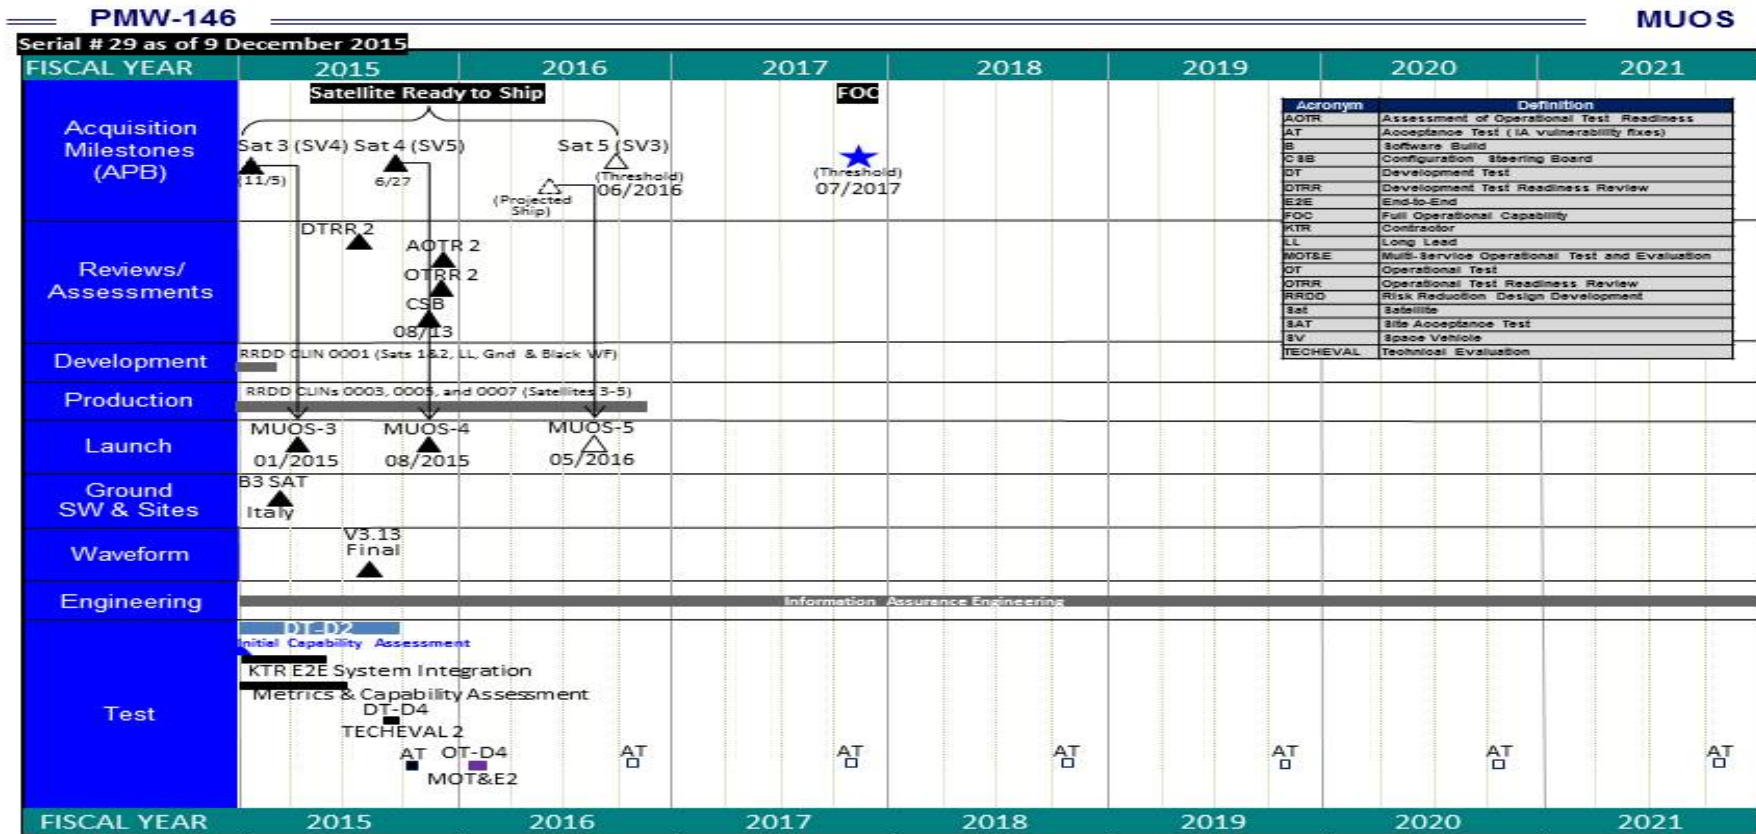 PMW-146 MUOS
Serial # 29 as of 9 December 2015
FISCAL YEAR 2015 2016 2017 2018 2019 2020 2021
Acquisition
Milestones
(APB)
Satellite Ready to Ship
FOC
Sat 3 (SV4) Sat 4 (SV5) Sat 5 (SV3)
(11/5)
6/27
(Projected
Ship)
(Threshold)
06/2016
(Threshold)
07/2017
Acronym Definition
AOTR Assessment of Operational Test Readiness
AT Acceptance Test ( IA vulnerability fixes)
B Software Build
CSB Configuration Steering Board
DT Development Test
DTRR Development Test Readiness Review
E2E End-to-End
FOC Full Operational Capability
KTR Contractor
LL Long Lead
MOT&E Multi-Service Operational Test and Evaluation
OT Operational Test
OTRR Operational Test Readiness Review
RRDD Risk Reduction Design Development
Sat Satellite
SAT Site Acceptance Test
SV Space Vehicle
TECHEVAL Technical Evaluation
Reviews/
Assessments
DTRR 2
AOTR 2
OTRR 2
CSB
08/13
Development
RRDD CLIN 0001 (Sats 1&2, LL, Gnd & Black WF)
Production
RRDD CLINs 0003, 0005, and 0007 (Satellites 3-5)
Launch
MUOS-3 MUOS-4 MUOS-5
01/2015 08/2015 05/2016
Ground
SW & Sites
B3 SAT
Italy
Waveform
V3.13
Final
Engineering
Information Assurance Engineering
Test
DT-D2
Initial Capability Assessment
KTR E2E System Integration
Metrics & Capability Assessment
DT-D4
TECHEVAL 2
AT OT-D4 AT AT AT AT AT AT
MOT&E2
FISCAL YEAR 2015 2016 2017 2018 2019 2020 2021